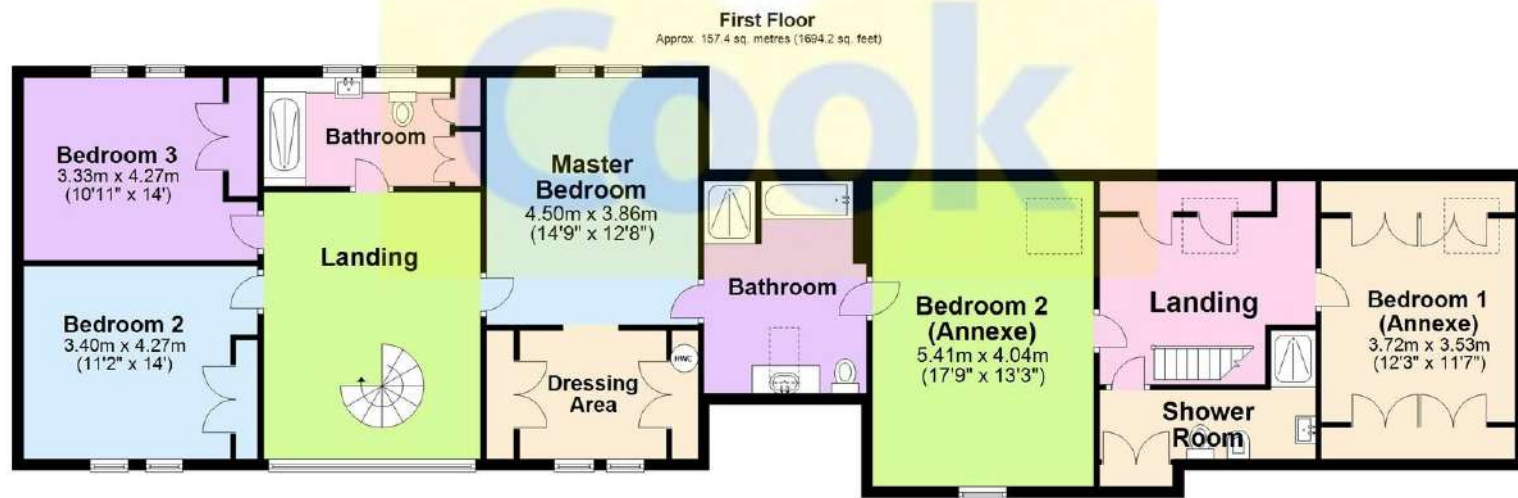 First Floor
Approx. 157.4 sq. metres (1694.2 sq. feet)
Cook
Bedroom 3
3.33m x 4.27m
(10'11" x 14')
Bathroom
Master
Bedroom
4.50m x 3.86m
(14'9" x 12'8")
Landing
Bedroom 2
3.40m x 4.27m
(11'2" x 14')
Dressing
Area
HWC
Bathroom
Bedroom 2
(Annexe)
5.41m x 4.04m
(17'9" x 13'3")
Landing
Bedroom 1
(Annexe)
3.72m x 3.53m
(12'3" x 11'7")
Shower
Room